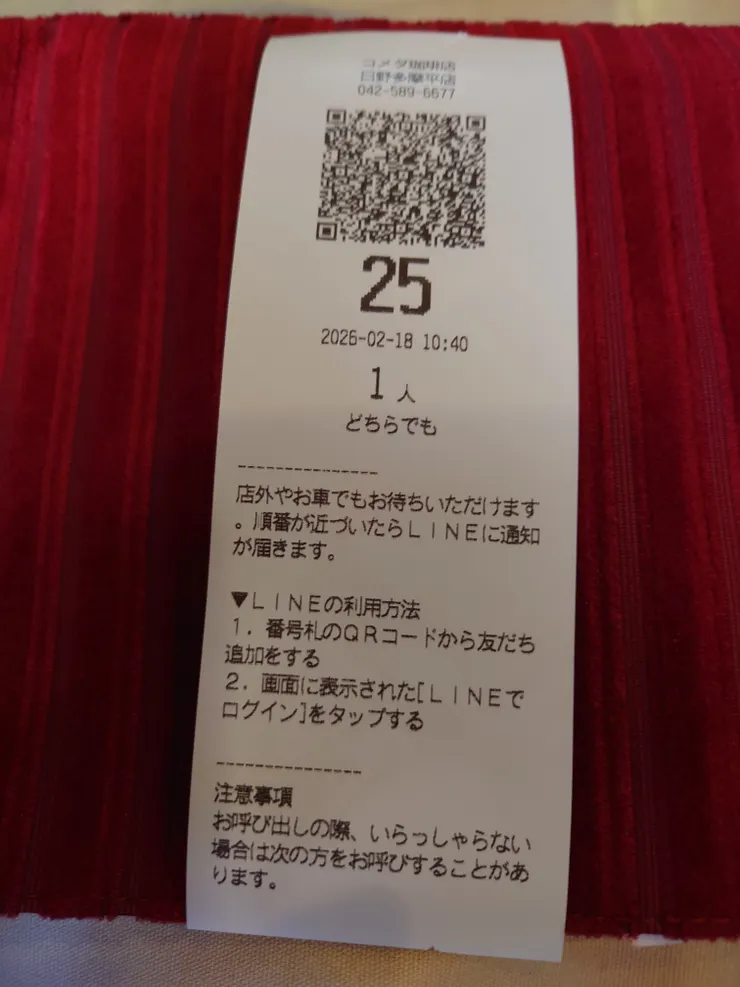 コメダ珈琲店
日野多摩平店
042-589-6677
25
2026-02-18 10:40
1人
どちらでも
---------------
店外やお車でもお待ちいただけます
。順番が近づいたらLINEに通知
が届きます。
▼LINEの利用方法
1．番号札のQRコードから友だち
追加をする
2．画面に表示された[LINEで
ログイン]をタップする
---------------
注意事項
お呼び出しの際、いらっしゃらない
場合は次の方をお呼びすることがあ
ります。